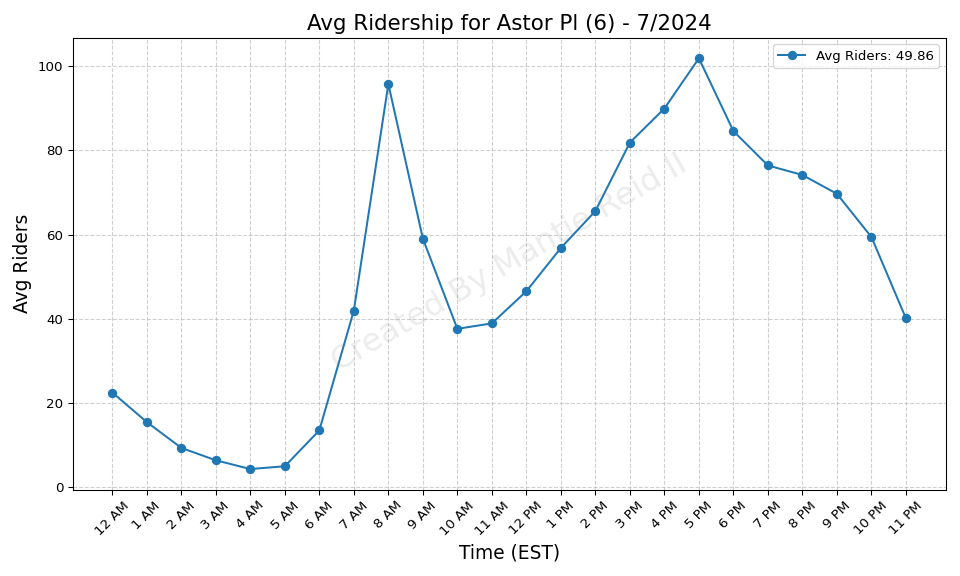 Avg Ridership for Astor Pl (6) - 7/2024
Avg Riders: 49.86
Avg Riders
100
80
60
40
20
0
Created By Mantle Reid II
12 AM
1 AM
2 AM
3 AM
4 AM
5 AM
6 AM
7 AM
8 AM
9 AM
10 AM
11 AM
12 PM
1 PM
2 PM
3 PM
4 PM
5 PM
6 PM
7 PM
8 PM
9 PM
10 PM
11 PM
Time (EST)